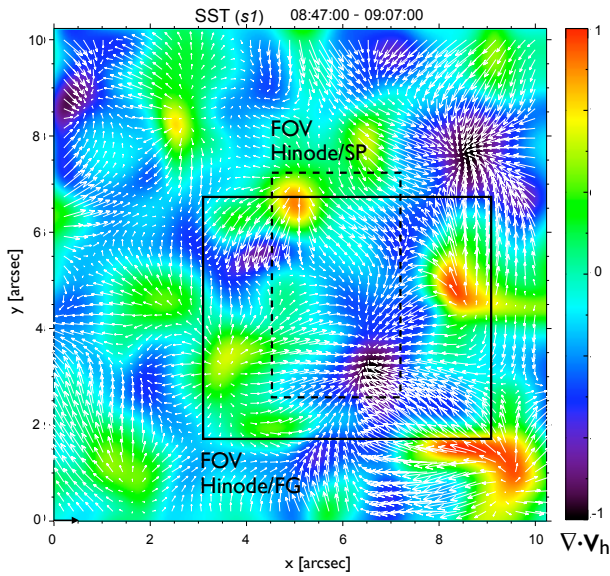 SST (s1) 08:47:00 - 09:07:00
10
8
6
4
2
0
y [arcsec]
FOV
Hinode/SP
FOV
Hinode/FG
0 2 4 6 8 10
x [arcsec]
1
-1
∇·Vh